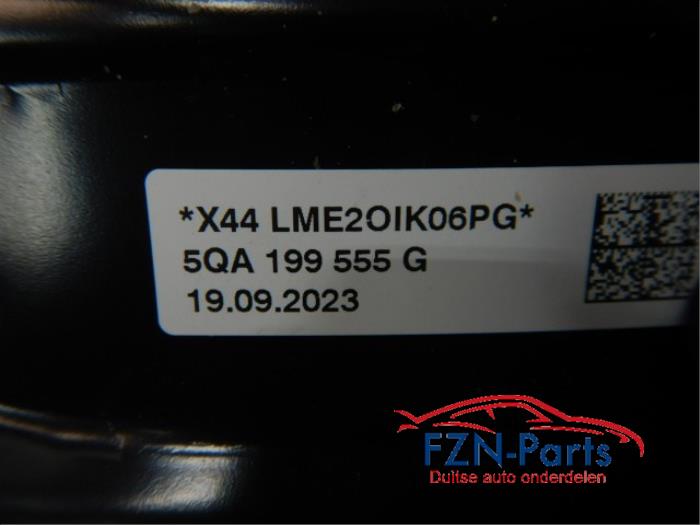 *X44 LME2OIK06PG*
5QA 199 555 G
19.09.2023
FZN-Parts
Duitse auto onderdelen